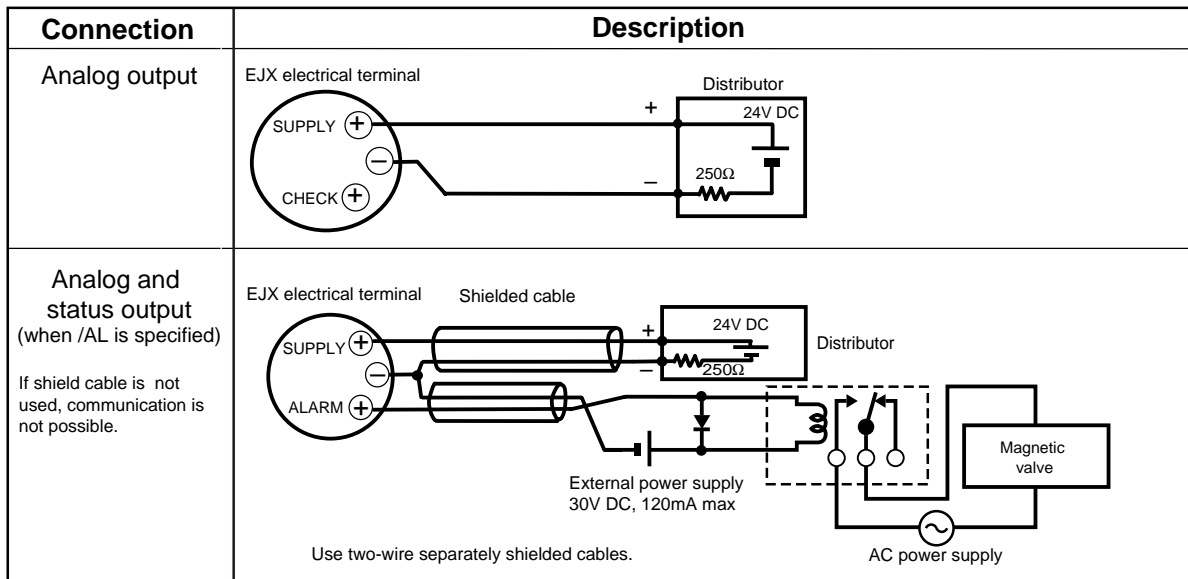 Connection
Description
Analog output
EJX electrical terminal
SUPPLY +
−
CHECK +
+
−
Distributor
24V DC
250Ω
Analog and
status output
(when /AL is specified)
If shield cable is not
used, communication is
not possible.
EJX electrical terminal
Shielded cable
SUPPLY +
−
ALARM +
+
−
24V DC
250Ω
Distributor
External power supply
30V DC, 120mA max
Magnetic
valve
AC power supply
Use two-wire separately shielded cables.